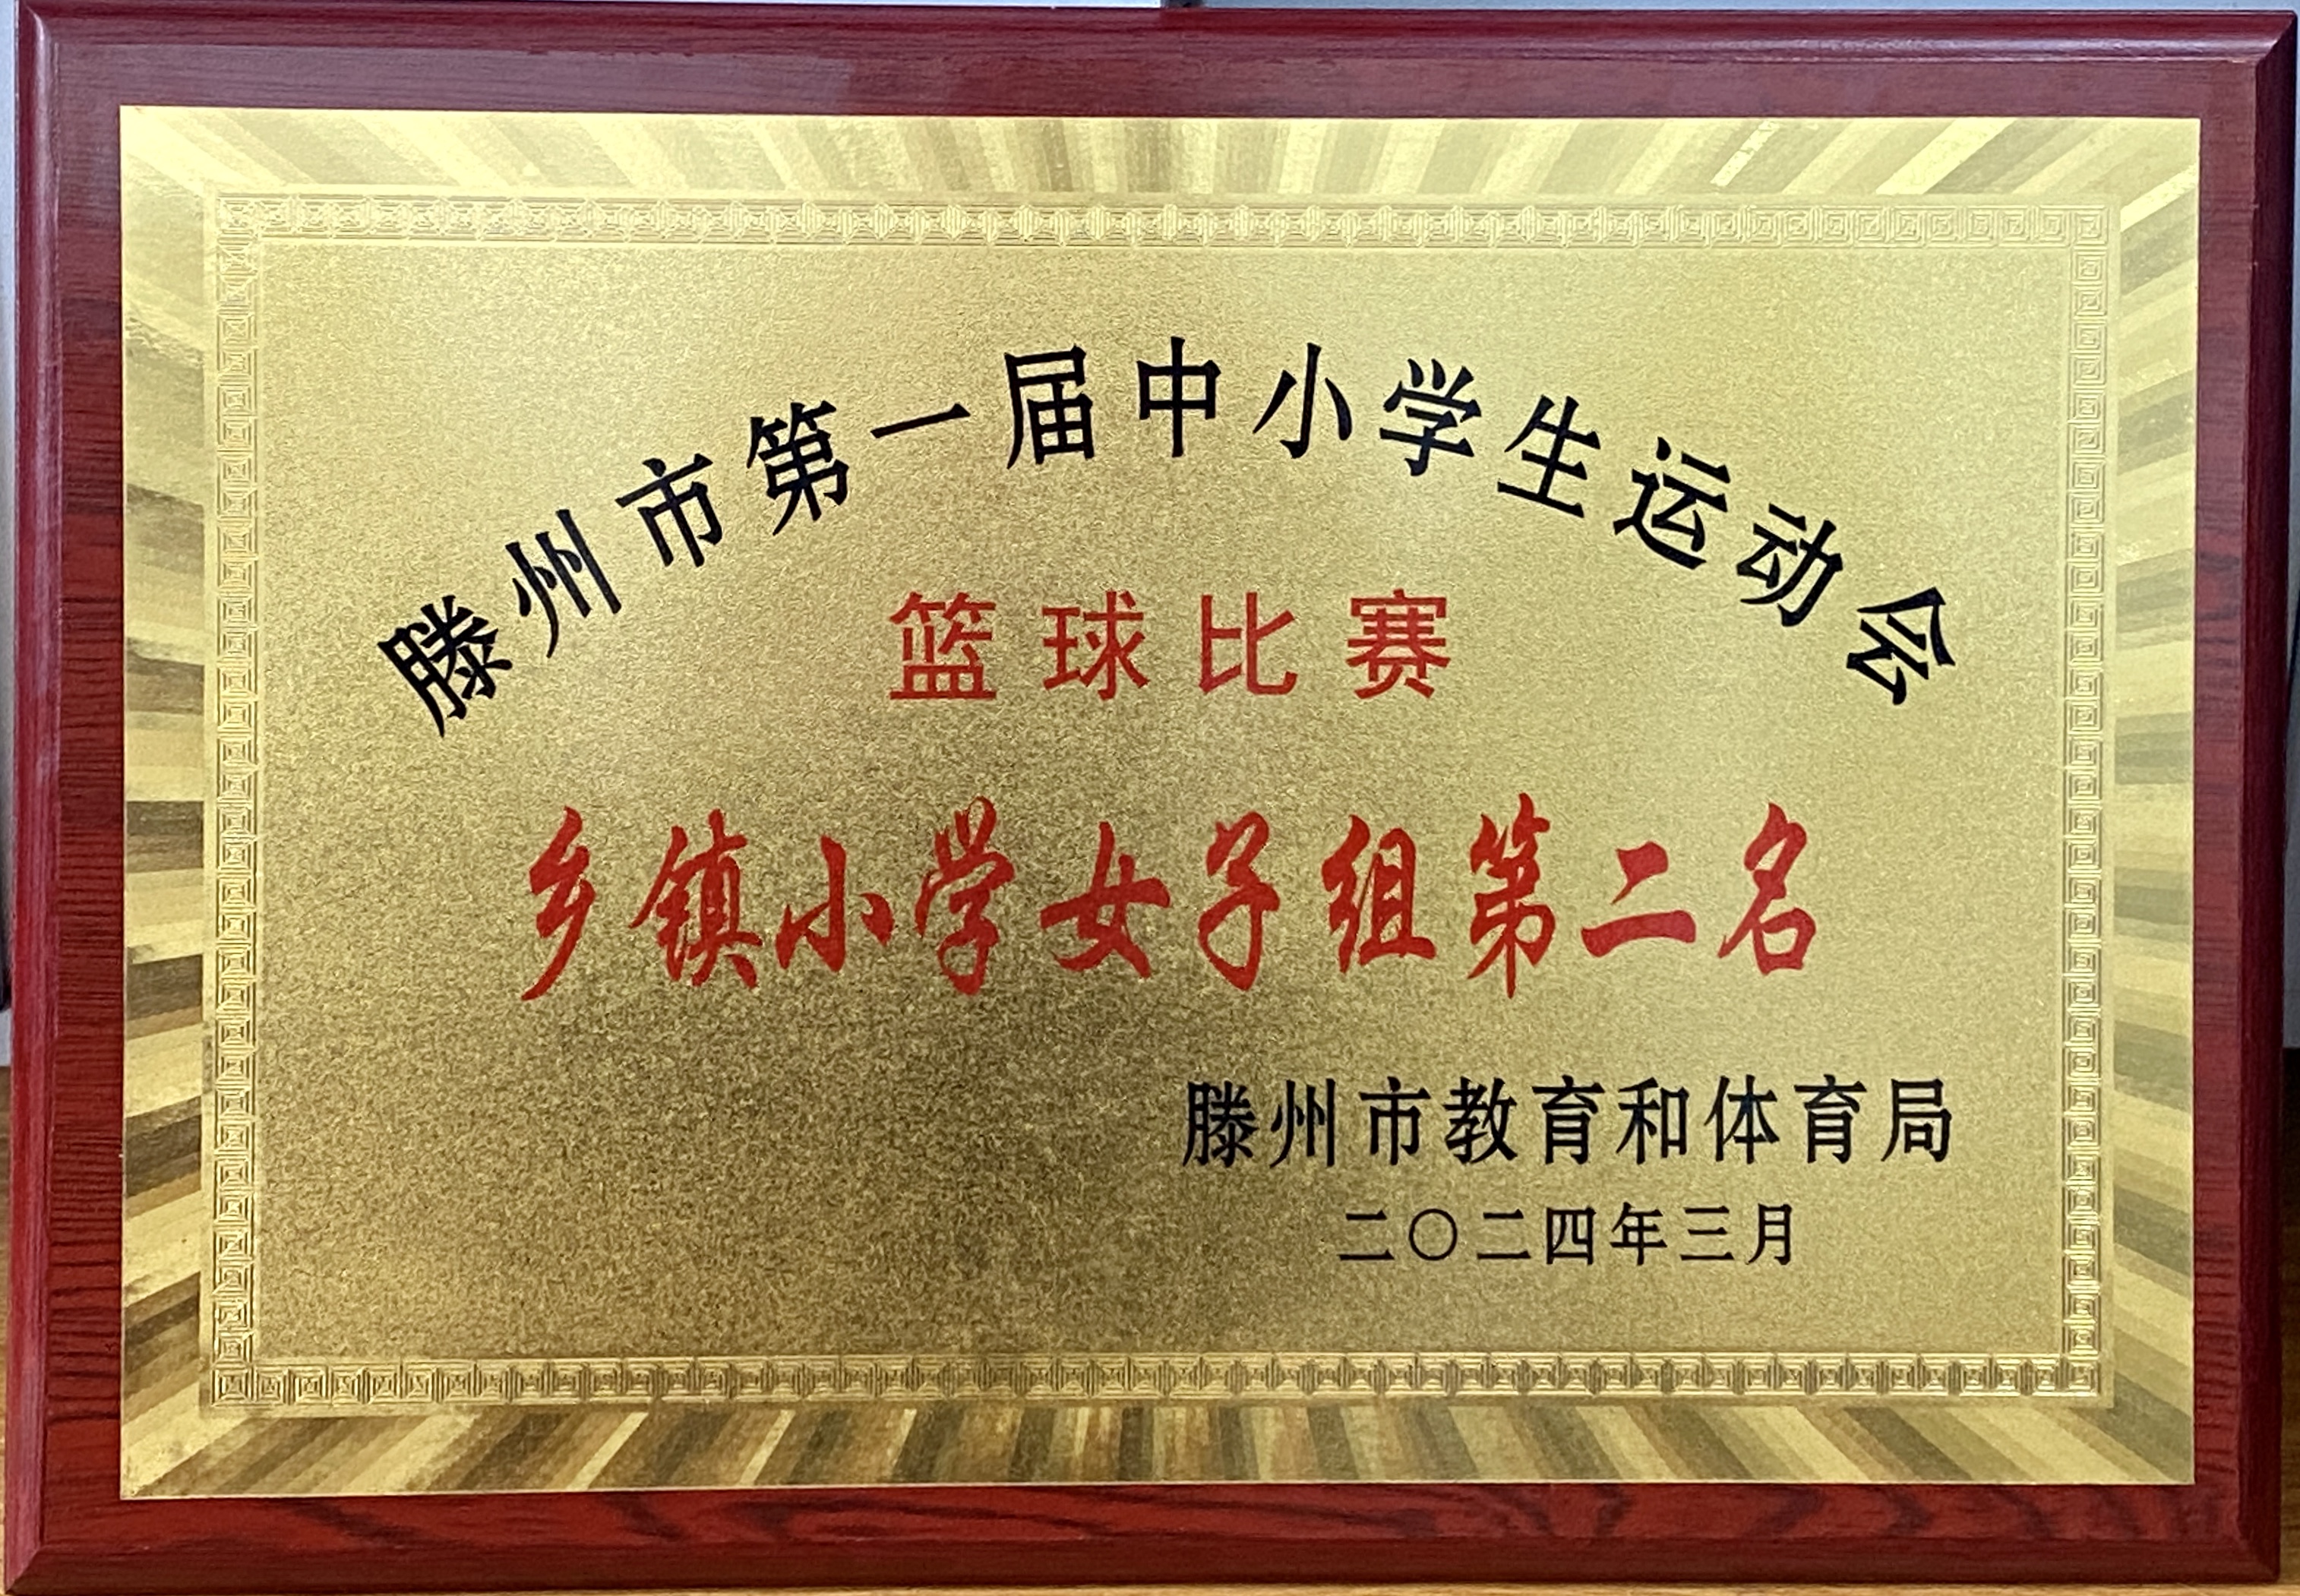 滕州市第一届中小学生运动会
篮球比赛
乡镇小学女子组第二名
滕州市教育和体育局
二〇二四年三月